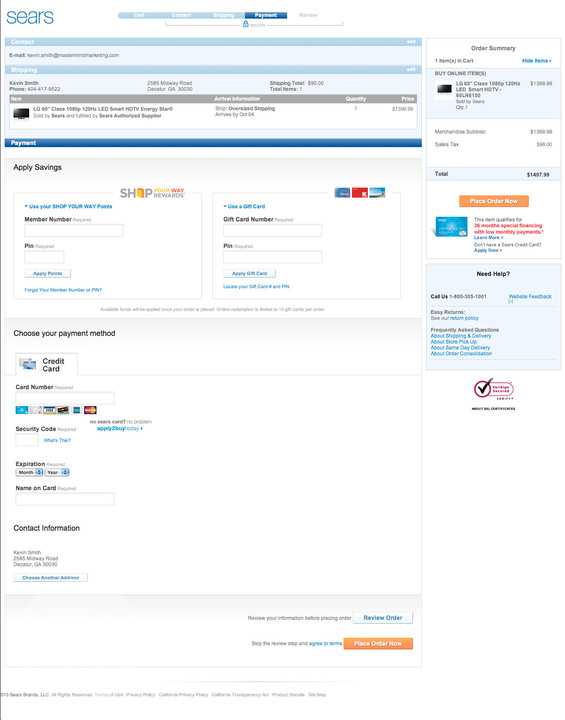 sears
Cart Contact Shipping Payment Review
SECURE
Contact edit
E-mail: kevin.smith@mastermindmarketing.com
Shipping edit
Kevin Smith 2585 Midway Road Shipping Total: $90.00
Phone: 404-417-9522 Decatur GA 30030 Total Items: 1
Item Arrival Information Quantity Price
LG 60" Class 1080p 120Hz LED Smart HDTV Energy Star® Ship: Oversized Shipping 1 $1399.99
Sold by Sears and fulfilled by Sears Authorized Supplier Arrives by Oct 04
Payment
Apply Savings
SHOP YOUR WAY REWARDS
Use your SHOP YOUR WAY Points
Member Number Required
Pin Required
Apply Points
Forgot Your Member Number or PIN?
Use a Gift Card
Gift Card Number Required
Pin Required
Apply Gift Card
Locate your Gift Card # and PIN
Available funds will be applied once your order is placed. Online redemption is limited to 15 gift cards per order.
Choose your payment method
Credit
Card
Card Number Required
VISA
no sears card? no problem
apply2buytoday
Security Code Required
What's This?
Expiration Required
Month Year
Name on Card Required
Contact Information
Kevin Smith
2585 Midway Road
Decatur, GA 30030
Choose Another Address
Review your information before placing order Review Order
Skip the review step and agree to terms Place Order Now
Order Summary
1 Item(s) in Cart Hide Items
BUY ONLINE ITEM(S)
LG 60" Class 1080p 120Hz $1399.99
LED Smart HDTV -
60LN6150
Sold by Sears
Qty:1
Merchandise Subtotal: $1399.99
Sales Tax $98.00
Total $1497.99
Place Order Now
This item qualifies for
36 months special financing
with low monthly payments.*
Learn More >
Don't have a Sears Credit Card?
Apply Now >
Need Help?
Call Us 1-800-305-1001 Website Feedback
[-]
Easy Returns:
See our return policy
Frequently Asked Questions
About Shipping & Delivery
About Store Pick Up
About Same Day Delivery
About Order Consolidation
VeriSign
Secured
VERIFY
ABOUT SSL CERTIFICATES
013 Sears Brands, LLC. All Rights Reserved Terms of Use Privacy Policy California Privacy Policy California Transparency Act Product Recalls Site Map